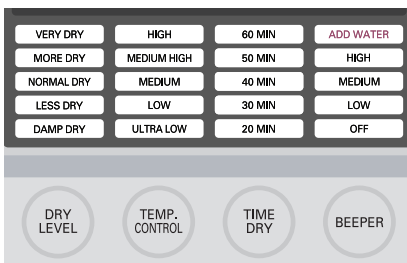 VERY DRY HIGH 60 MIN ADD WATER
MORE DRY MEDIUM HIGH 50 MIN HIGH
NORMAL DRY MEDIUM 40 MIN MEDIUM
LESS DRY LOW 30 MIN LOW
DAMP DRY ULTRA LOW 20 MIN OFF
DRY LEVEL
TEMP. CONTROL
TIME DRY
BEEPER